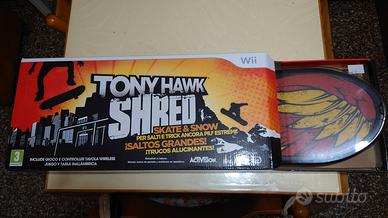 Wii
TONY HAWK
SHRED
SKATE & SNOW
PER SALTI E TRICK ANCORA PIU' ESTREMI
¡SALTOS GRANDES!
¡TRUCOS ALUCINANTES!
3
INCLUDE GIOCO E CONTROLLER TAVOLA WIRELESS
JUEGO Y TABLA INALÁMBRICA
ACTIVISION
subito